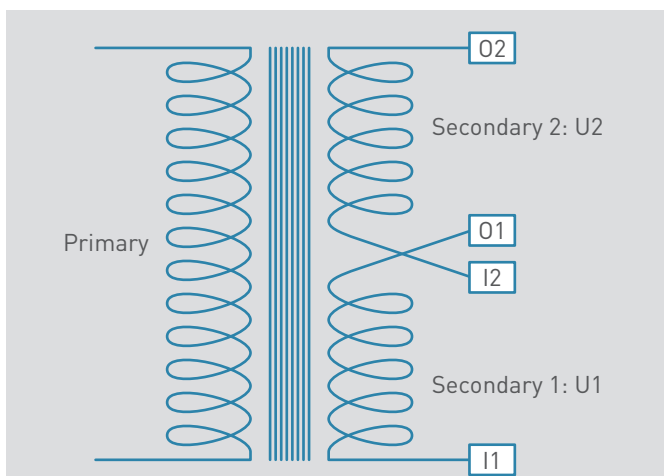 O2
Secondary 2: U2
O1
Primary
I2
Secondary 1: U1
I1